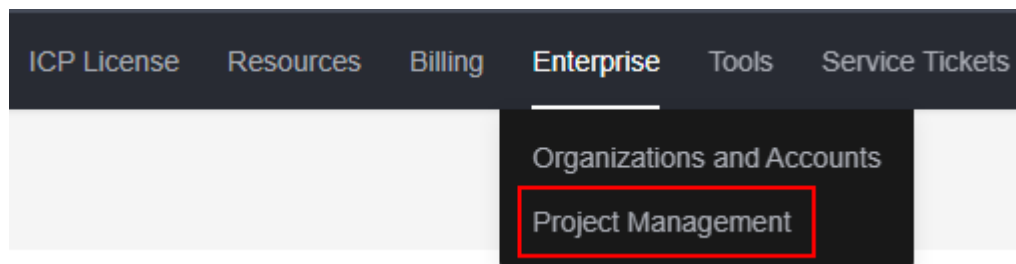 ICP License Resources Billing Enterprise Tools Service Tickets
Organizations and Accounts
Project Management